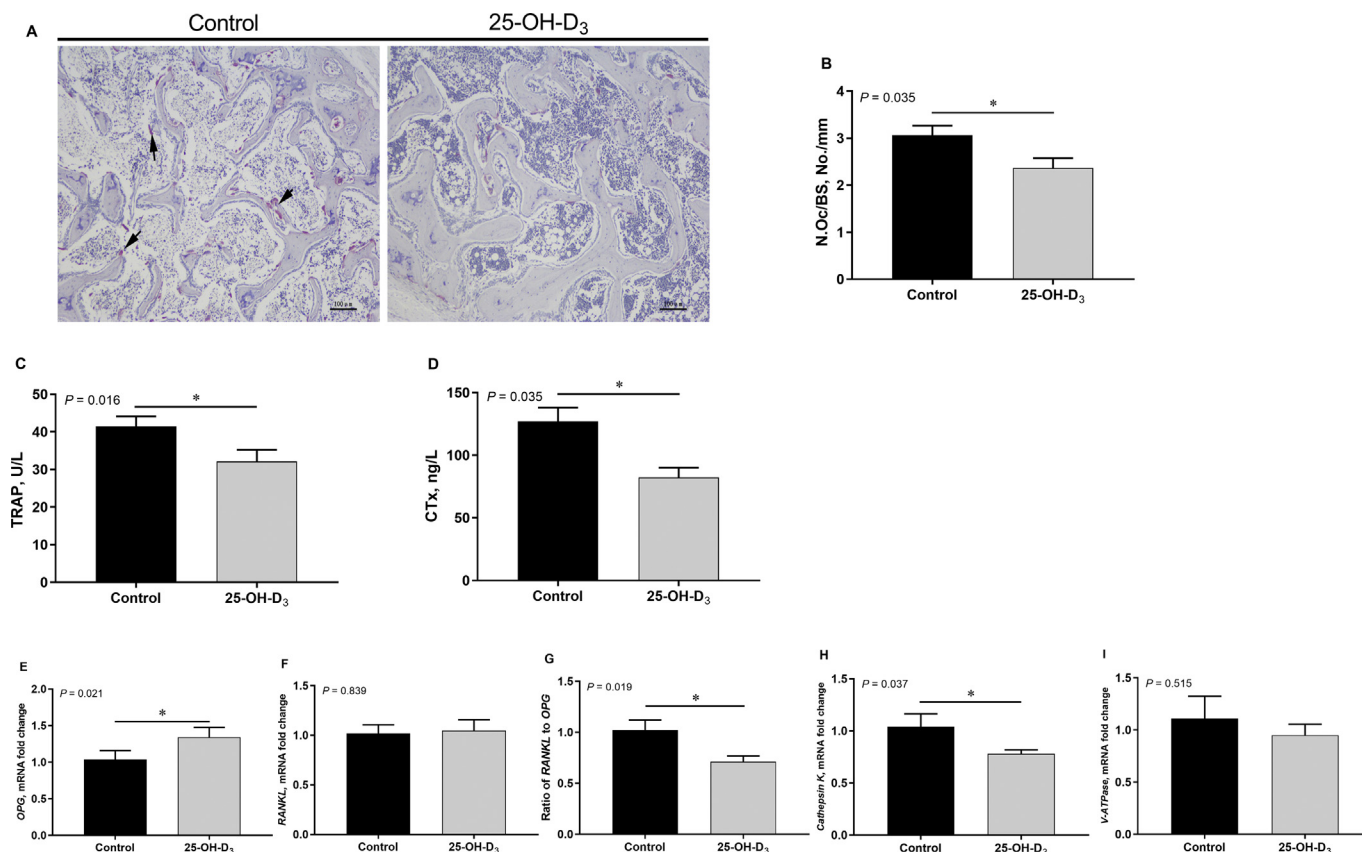 Control 25-OH-D₃
A
100 μm
100 μm
B
P = 0.035
*
N.Oc/BS, No./mm
4
3
2
1
0
Control 25-OH-D₃
C
P = 0.016
*
TRAP, U/L
50
40
30
20
10
0
Control 25-OH-D₃
D
P = 0.035
*
CTx, ng/L
150
100
50
0
Control 25-OH-D₃
E
P = 0.021
*
OPG, mRNA fold change
2.0
1.5
1.0
0.5
0.0
Control 25-OH-D₃
F
P = 0.839
RANKL, mRNA fold change
1.5
1.0
0.5
0.0
Control 25-OH-D₃
G
P = 0.019
*
Ratio of RANKL to OPG
1.5
1.0
0.5
0.0
Control 25-OH-D₃
H
P = 0.037
*
Cathepsin K, mRNA fold change
1.5
1.0
0.5
0.0
Control 25-OH-D₃
I
P = 0.515
V-ATPase, mRNA fold change
1.5
1.0
0.5
0.0
Control 25-OH-D₃